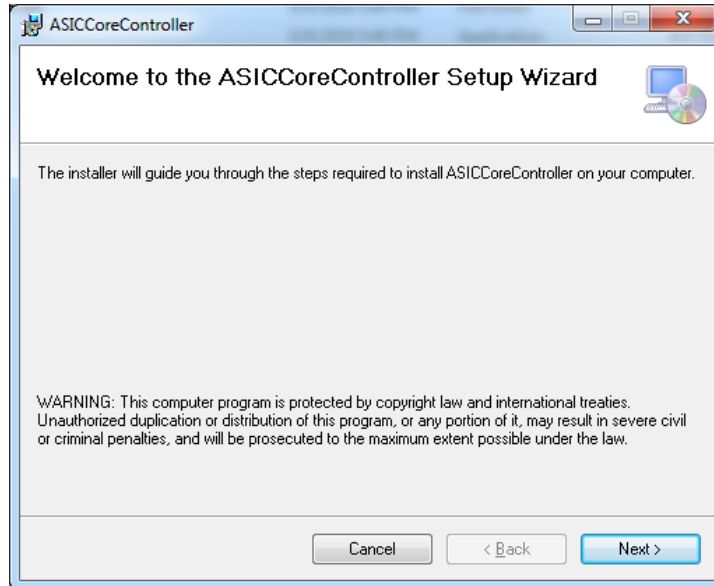 ASICCoreController
Welcome to the ASICCoreController Setup Wizard
The installer will guide you through the steps required to install ASICCoreController on your computer.
WARNING: This computer program is protected by copyright law and international treaties.
Unauthorized duplication or distribution of this program, or any portion of it, may result in severe civil
or criminal penalties, and will be prosecuted to the maximum extent possible under the law.
Cancel
< Back
Next >